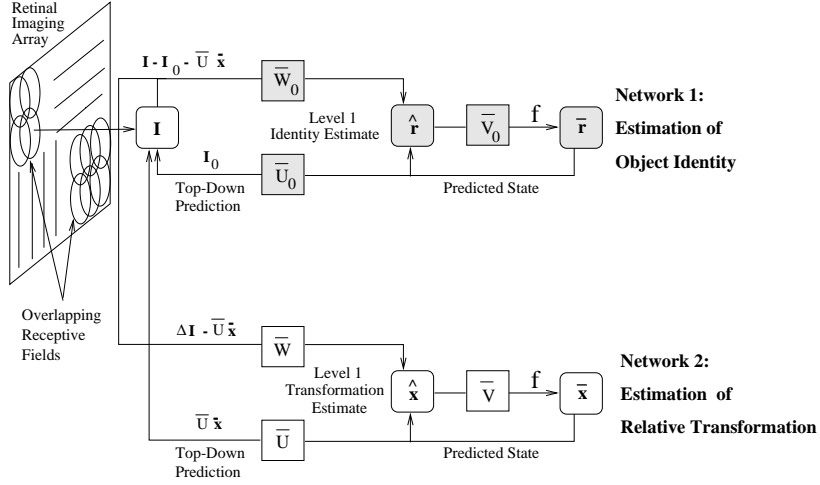 Retinal
Imaging
Array
I - I₀ - U̅ x̄
W̅₀
Level 1
Identity Estimate
r̂
V̅₀
f
r̄
Network 1:
Estimation of
Object Identity
I
I₀
U̅₀
Top-Down
Prediction
Predicted State
Overlapping
Receptive
Fields
ΔI - U̅ x̄
W̅
Level 1
Transformation
Estimate
x̂
V̅
f
x̄
Network 2:
Estimation of
Relative Transformation
U̅ x̄
U̅
Top-Down
Prediction
Predicted State